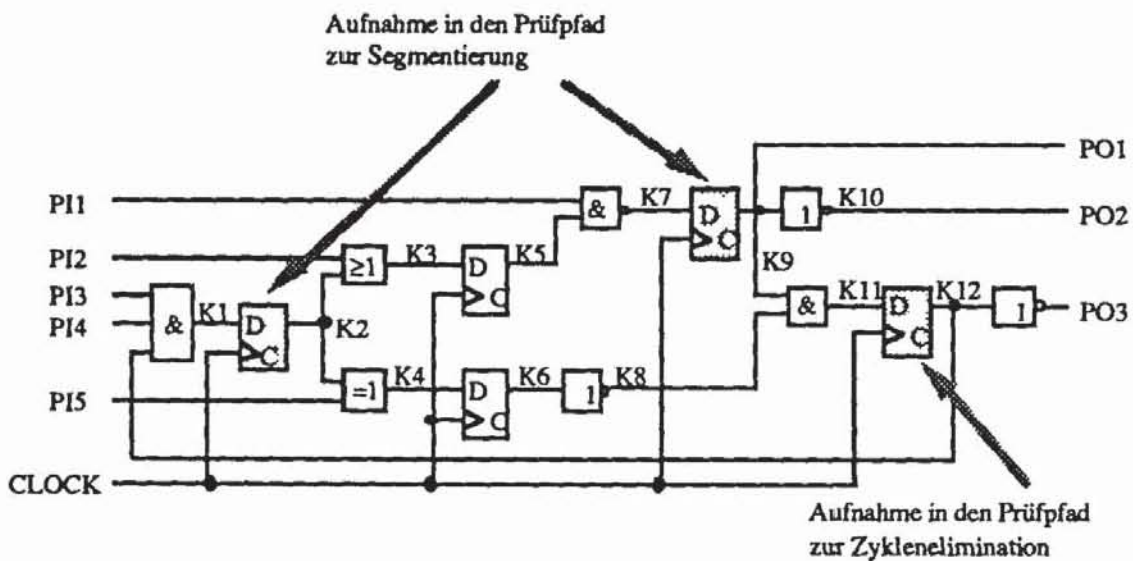 Aufnahme in den Prüfpfad
zur Segmentierung
PO1
PI1
&
K7
D
C
1
K10
PO2
PI2
≥1
K3
D
C
K5
K9
PI3
PI4
&
K1
D
C
K2
&
K11
D
C
K12
1
PO3
PI5
=1
K4
D
C
K6
1
K8
CLOCK
Aufnahme in den Prüfpfad
zur Zyklenelimination